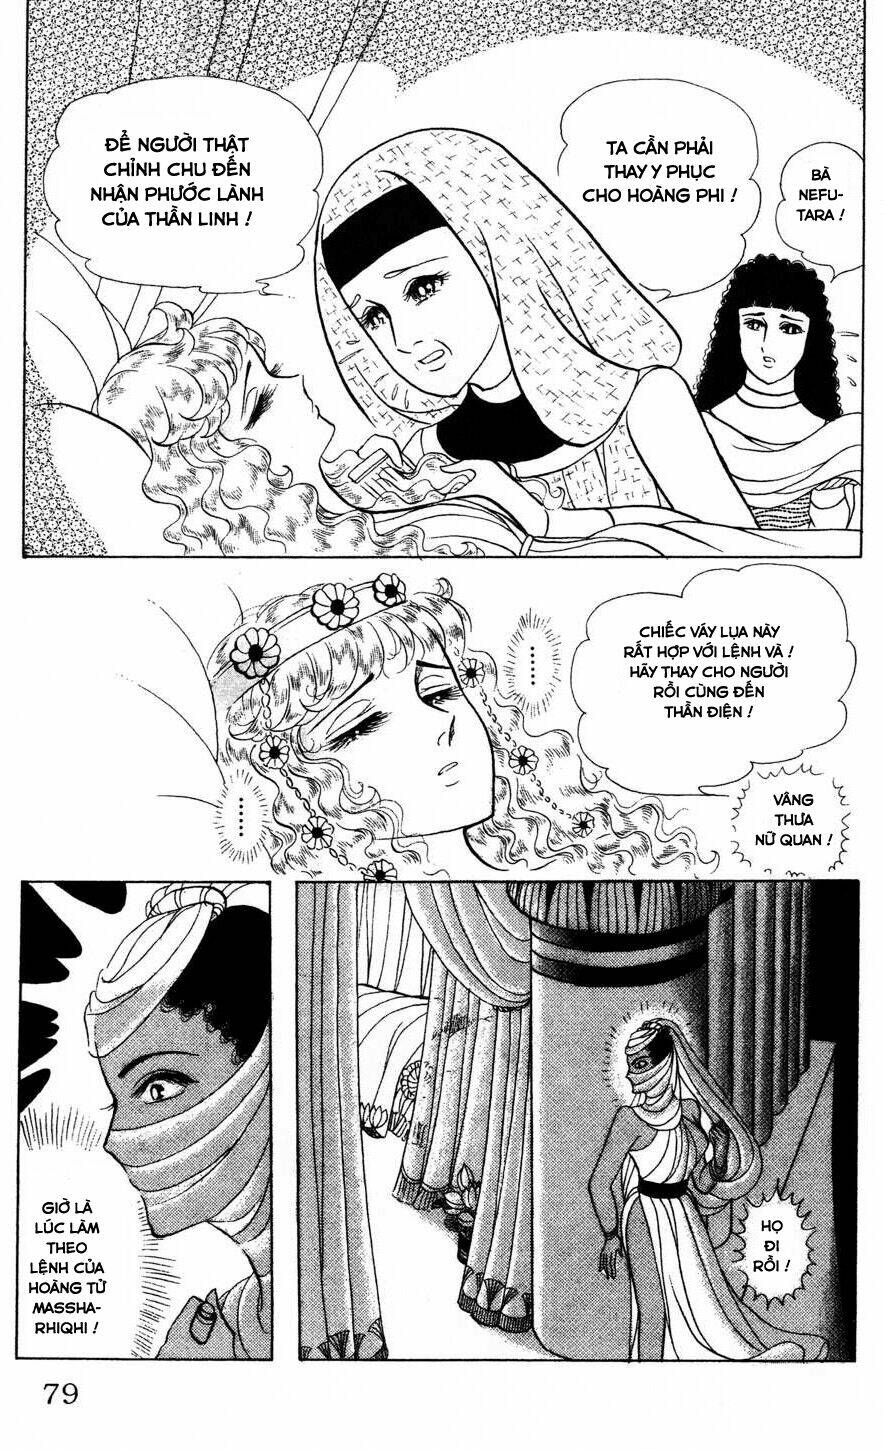 ĐỂ NGƯỜI THẬT
CHỈNH CHU ĐẾN
NHẬN PHƯỚC LÀNH
CỦA THẦN LINH !
TA CẦN PHẢI
THAY Y PHỤC
CHO HOÀNG PHI !
BÀ
NEFU-
TARA !
CHIẾC VÁY LỤA NÀY
RẤT HỢP VỚI LỆNH VÀ !
HÃY THAY CHO NGƯỜI
RỒI CÙNG ĐẾN
THẦN ĐIỆN !
VÂNG
THƯA
NỮ QUAN !
GIỜ LÀ
LÚC LÀM
THEO
LỆNH CỦA
HOÀNG TỬ
MASSHA-
RHIQHI !
HỌ
ĐI
RỒI !
79